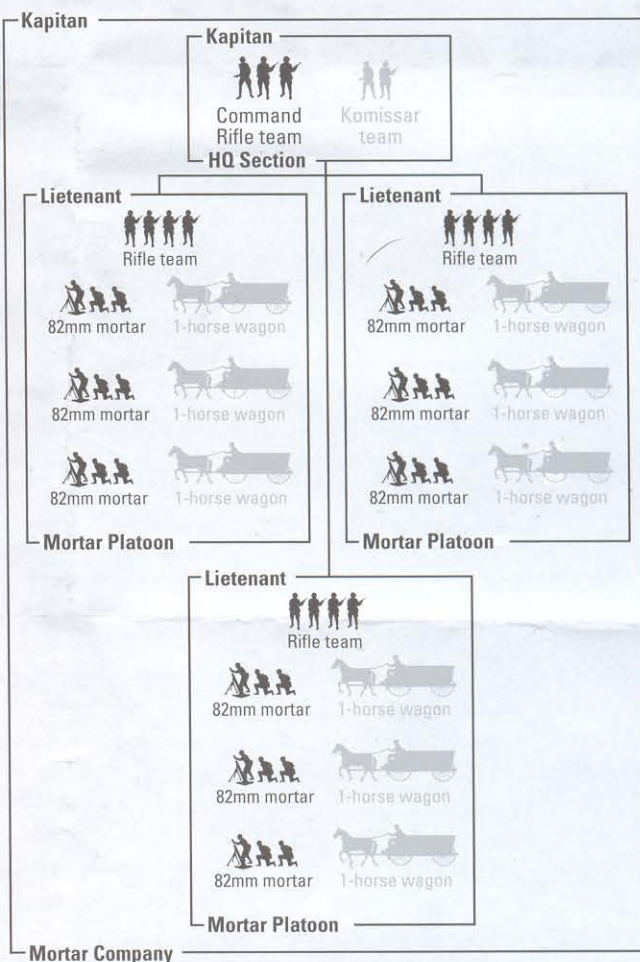 Kapitan
Kapitan
Command
Rifle team
Komissar
team
HQ Section
Lietenant
Rifle team
82mm mortar
1-horse wagon
82mm mortar
1-horse wagon
82mm mortar
1-horse wagon
Mortar Platoon
Lietenant
Rifle team
82mm mortar
1-horse wagon
82mm mortar
1-horse wagon
82mm mortar
1-horse wagon
Mortar Platoon
Lietenant
Rifle team
82mm mortar
1-horse wagon
82mm mortar
1-horse wagon
82mm mortar
1-horse wagon
Mortar Platoon
Mortar Company